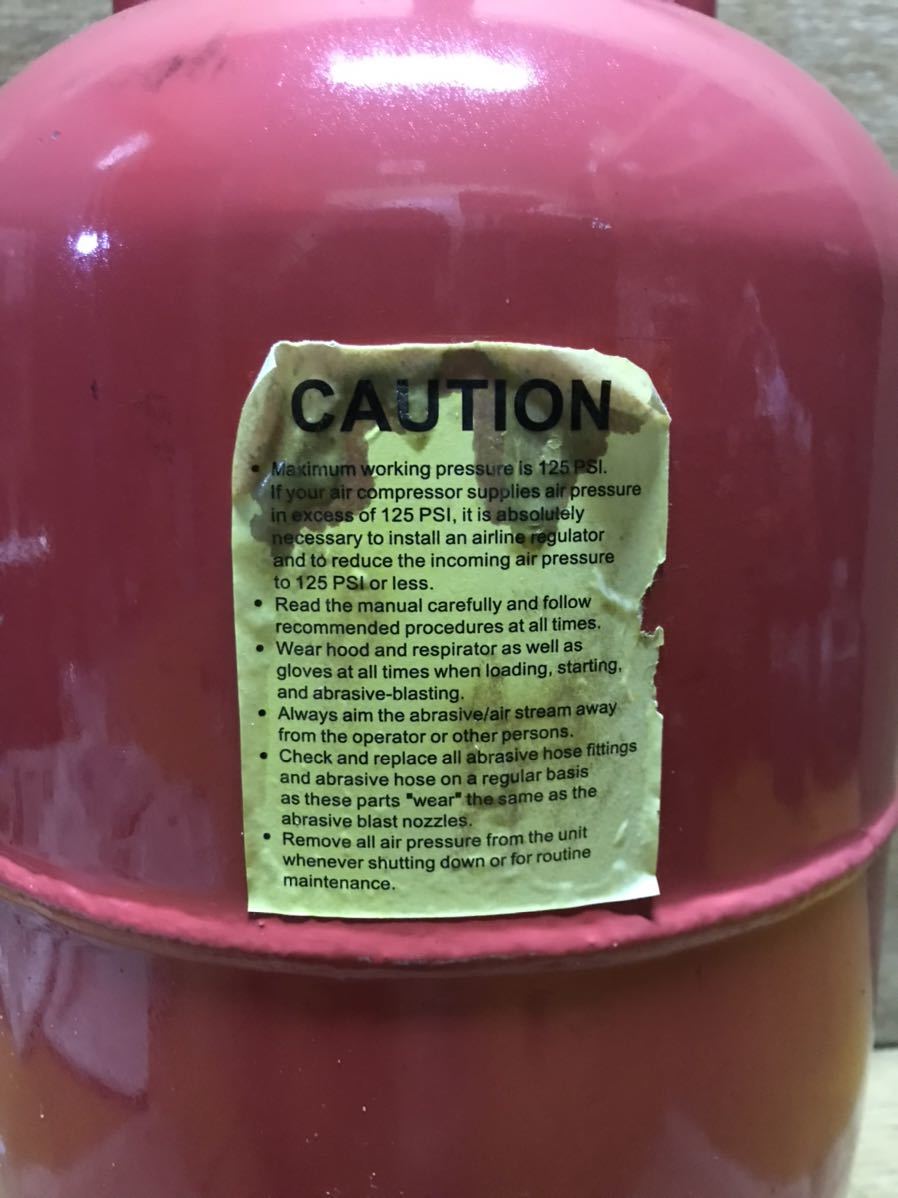 CAUTION
• Maximum working pressure is 125 PSI.
If your air compressor supplies air pressure
in excess of 125 PSI, it is absolutely
necessary to install an airline regulator
and to reduce the incoming air pressure
to 125 PSI or less.
• Read the manual carefully and follow
recommended procedures at all times.
• Wear hood and respirator as well as
gloves at all times when loading, starting,
and abrasive-blasting.
• Always aim the abrasive/air stream away
from the operator or other persons.
• Check and replace all abrasive hose fittings
and abrasive hose on a regular basis
as these parts "wear" the same as the
abrasive blast nozzles.
• Remove all air pressure from the unit
whenever shutting down or for routine
maintenance.